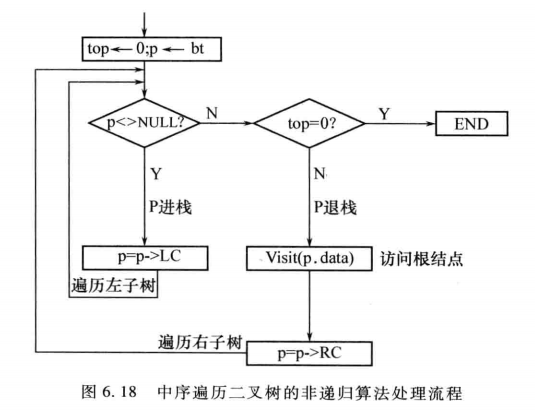 top← 0;p ← bt
p<>NULL?
N
top=0?
Y
END
Y
N
P进栈
P退栈
p=p->LC
Visit(p.data)
访问根结点
遍历左子树
遍历右子树
p=p->RC
图 6.18 中序遍历二叉树的非递归算法处理流程